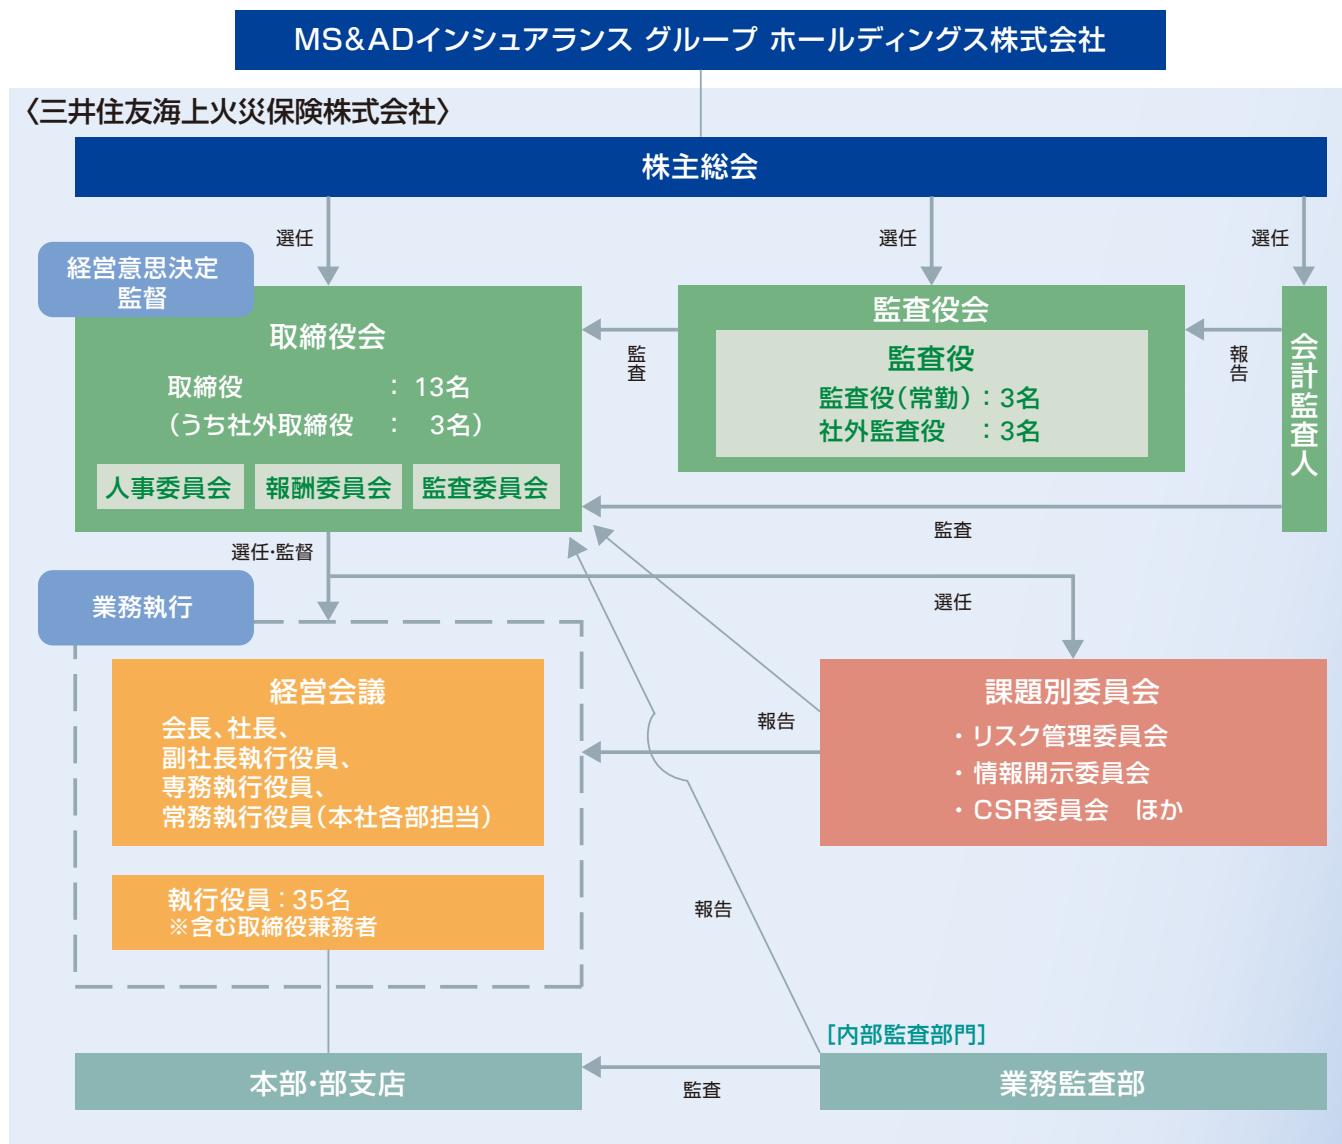 MS&ADインシュアランス グループ ホールディングス株式会社
〈三井住友海上火災保険株式会社〉
株主総会
選任
選任
選任
経営意思決定
監督
取締役会
取締役 : 13名
(うち社外取締役 : 3名)
人事委員会
報酬委員会
監査委員会
監査
監査役会
監査役
監査役(常勤):3名
社外監査役 :3名
報告
会計監査人
監査
選任・監督
選任
業務執行
経営会議
会長、社長、
副社長執行役員、
専務執行役員、
常務執行役員(本社各部担当)
執行役員:35名
※含む取締役兼務者
報告
課題別委員会
・リスク管理委員会
・情報開示委員会
・CSR委員会 ほか
報告
[内部監査部門]
本部・部支店
監査
業務監査部